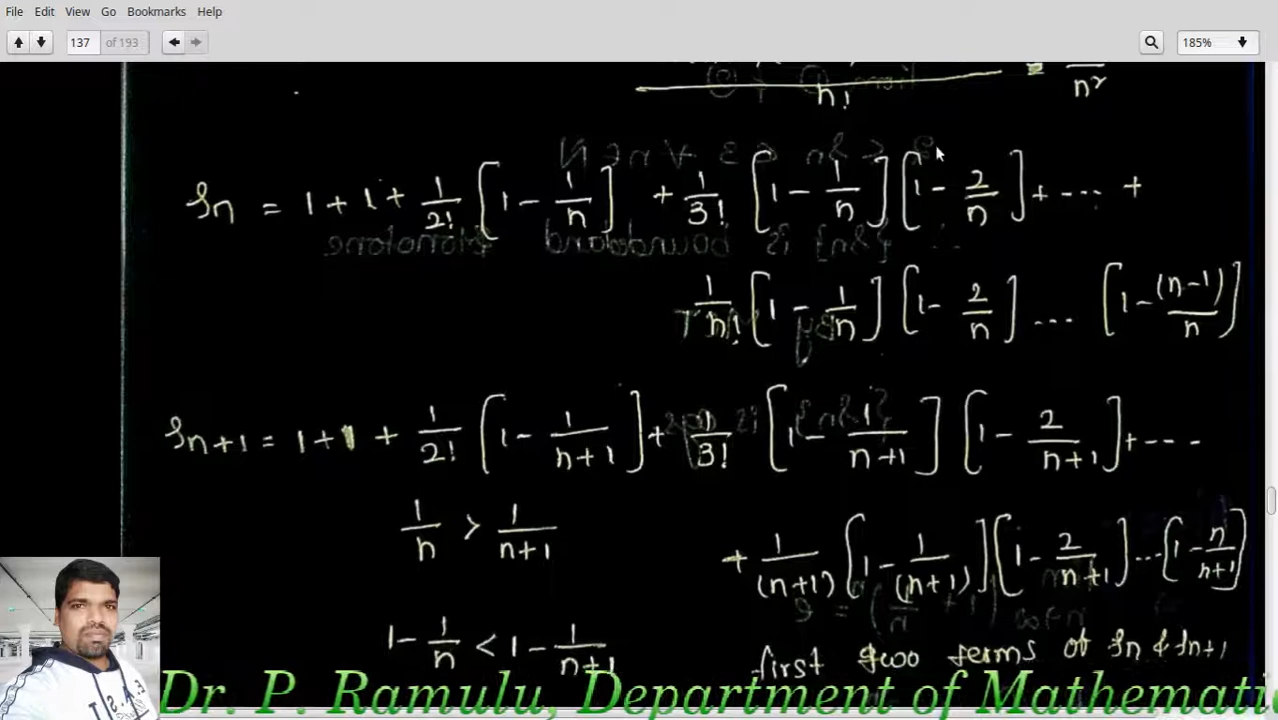 File Edit View Go Bookmarks Help
137 of 193 185%
n! = n^r
Sn = 1 + 1 + 1/2! [1 - 1/n] + 1/3! [1 - 1/n] [1 - 2/n] + ---- +
1/n! [1 - 1/n] [1 - 2/n] ... [1 - (n-1)/n]
Sn+1 = 1 + 1 + 1/2! [1 - 1/n+1] + 1/3! [1 - 1/n+1] [1 - 2/n+1] + ----
1/n > 1/n+1
+ 1/(n+1) [1 - 1/(n+1)] [1 - 2/n+1] ... [1 - n/n+1]
1 - 1/n < 1 - 1/n+1
first two terms of Sn & Sn+1
Dr. P. Ramulu, Department of Mathemati